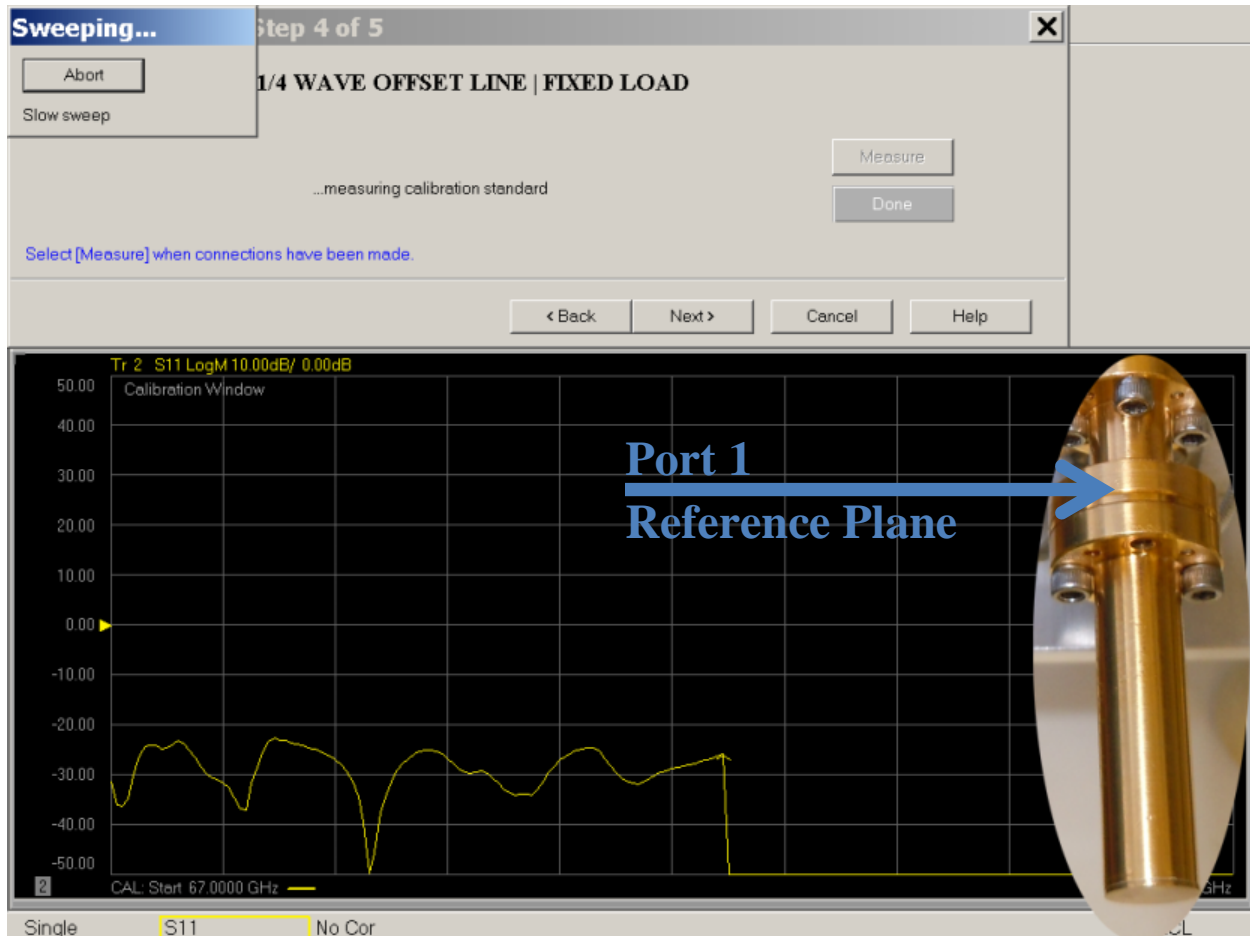 Sweeping...
Step 4 of 5
Abort
1/4 WAVE OFFSET LINE | FIXED LOAD
Slow sweep
Measure
...measuring calibration standard
Done
Select [Measure] when connections have been made.
< Back
Next >
Cancel
Help
Tr 2 S11 LogM 10.00dB/ 0.00dB
50.00
Calibration Window
40.00
30.00
20.00
10.00
0.00
-10.00
-20.00
-30.00
-40.00
-50.00
Port 1
Reference Plane
2
CAL: Start 67.0000 GHz
GHz
Single
S11
No Cor